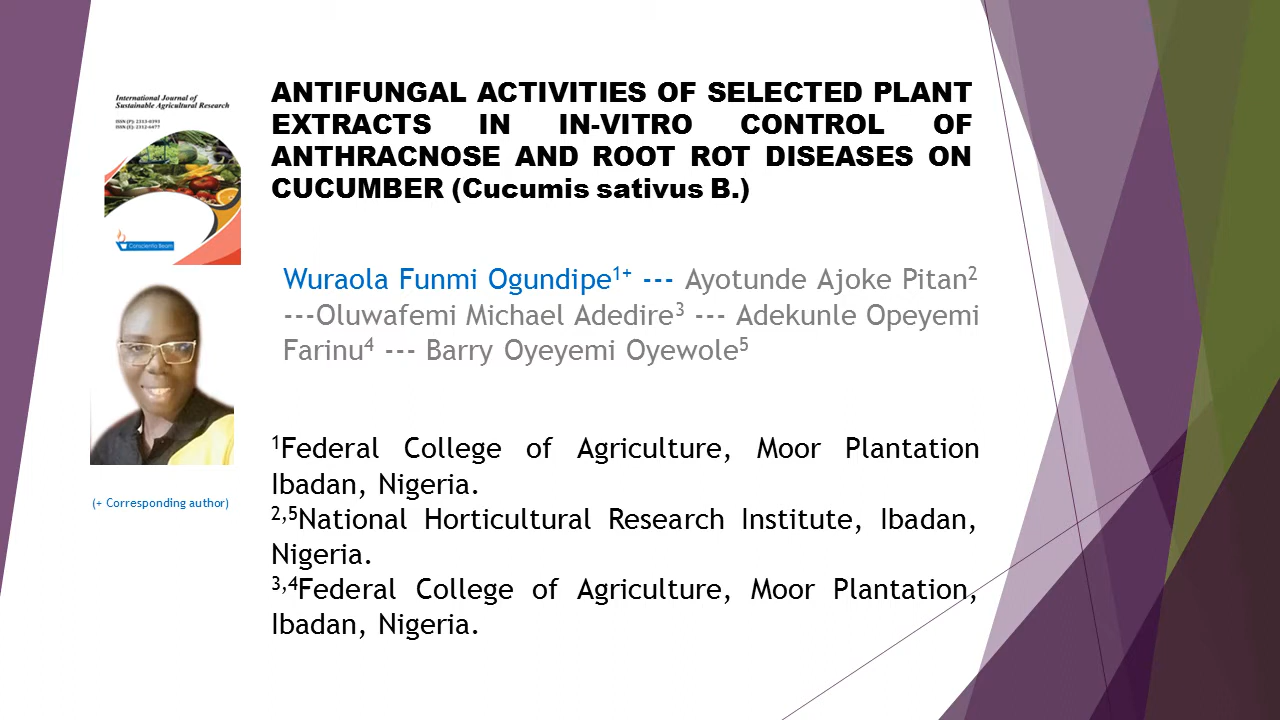 International Journal of
Sustainable Agricultural Research
ISSN (P): 2312-6477
ANTIFUNGAL ACTIVITIES OF SELECTED PLANT
EXTRACTS IN IN-VITRO CONTROL OF
ANTHRACNOSE AND ROOT ROT DISEASES ON
CUCUMBER (Cucumis sativus B.)
Wuraola Funmi Ogundipe¹⁺ --- Ayotunde Ajoke Pitan²
---Oluwafemi Michael Adedire³ --- Adekunle Opeyemi
Farinu⁴ --- Barry Oyeyemi Oyewole⁵
(+ Corresponding author)
¹Federal College of Agriculture, Moor Plantation
Ibadan, Nigeria.
²,⁵National Horticultural Research Institute, Ibadan,
Nigeria.
³,⁴Federal College of Agriculture, Moor Plantation,
Ibadan, Nigeria.